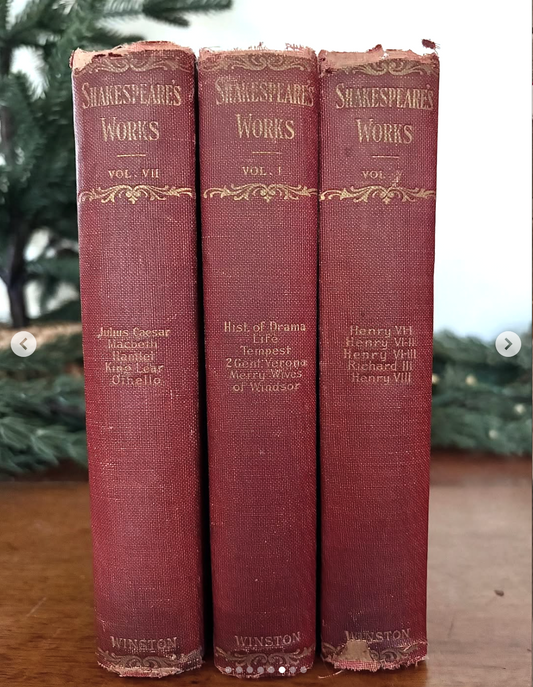 SHAKESPEARE'S
WORKS
VOL. VII
Julius Caesar
Macbeth
Hamlet
King Lear
Othello
WINSTON
SHAKESPEARE'S
WORKS
VOL. I
Hist. of Drama
Life
Tempest
2 Gent. Verona
Merry Wives
of Windsor
WINSTON
SHAKESPEARE'S
WORKS
VOL.
Henry VI-I
Henry VI-II
Henry VI-III
Richard III
Henry VIII
WINSTON